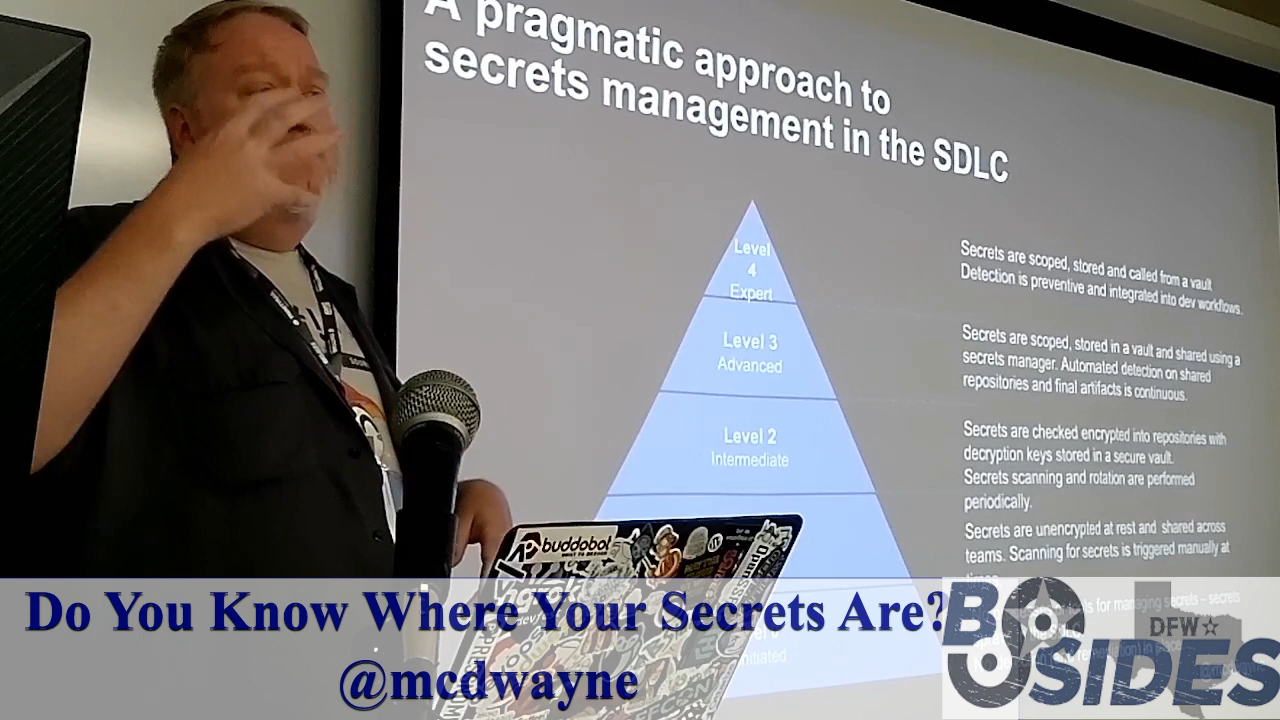 A pragmatic approach to
secrets management in the SDLC
Level
4
Expert
Secrets are scoped, stored and called from a vault
Detection is preventive and integrated into dev workflows.
Level 3
Advanced
Secrets are scoped, stored in a vault and shared using a
secrets manager. Automated detection on shared
repositories and final artifacts is continuous.
Level 2
Intermediate
Secrets are checked encrypted into repositories with
decryption keys stored in a secure vault.
Secrets scanning and rotation are performed
periodically.
Secrets are unencrypted at rest and shared across
teams. Scanning for secrets is triggered manually at
times
for managing secrets – secrets
buddobot
Do You Know Where Your Secrets Are?
@mcdwayne
BSIDES
DFW